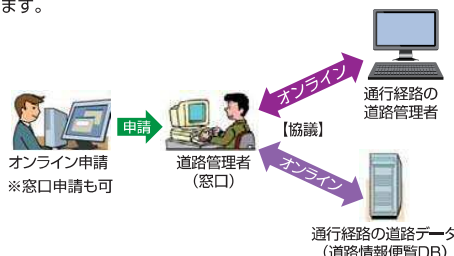 ます。
オンライン
通行経路の
道路管理者
申請
【協議】
オンライン申請
※窓口申請も可
道路管理者
（窓口）
オンライン
通行経路の道路データ
（道路情報便覧DB）